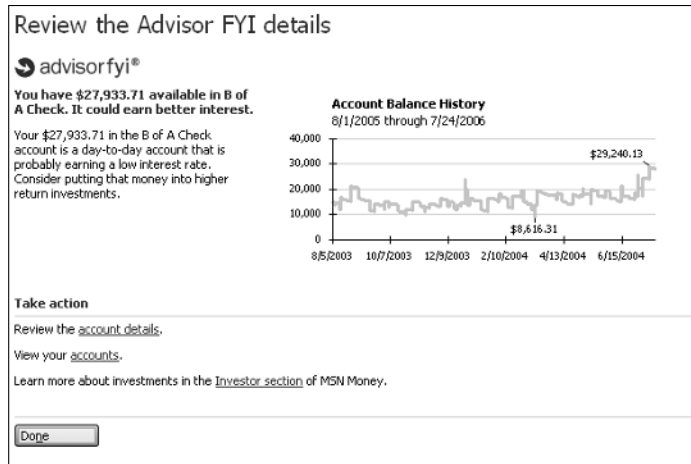 Review the Advisor FYI details
advisorfyi®
You have $27,933.71 available in B of
A Check. It could earn better interest.
Your $27,933.71 in the B of A Check
account is a day-to-day account that is
probably earning a low interest rate.
Consider putting that money into higher
return investments.
Account Balance History
8/1/2005 through 7/24/2006
40,000
$29,240.13
30,000
20,000
10,000
$8,616.31
0
8/5/2003 10/7/2003 12/9/2003 2/10/2004 4/13/2004 6/15/2004
Take action
Review the account details.
View your accounts.
Learn more about investments in the Investor section of MSN Money.
Done